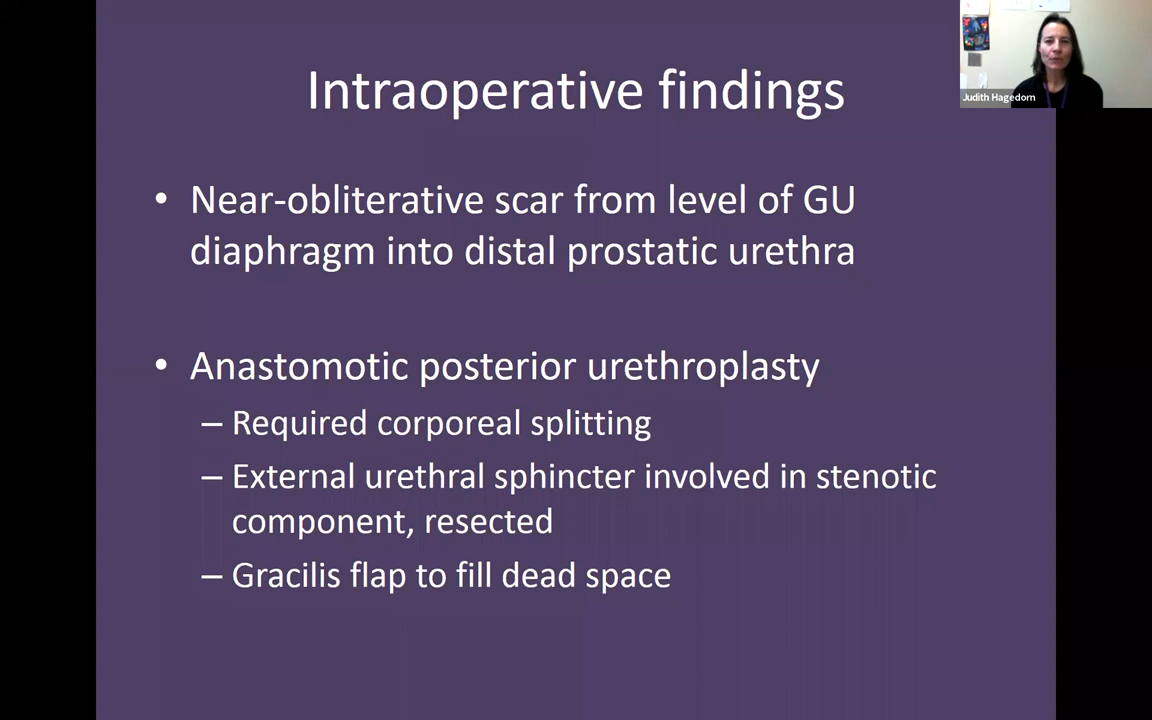 Intraoperative findings
Judith Hagedorn
• Near-obliterative scar from level of GU
diaphragm into distal prostatic urethra
• Anastomotic posterior urethroplasty
– Required corporeal splitting
– External urethral sphincter involved in stenotic
component, resected
– Gracilis flap to fill dead space